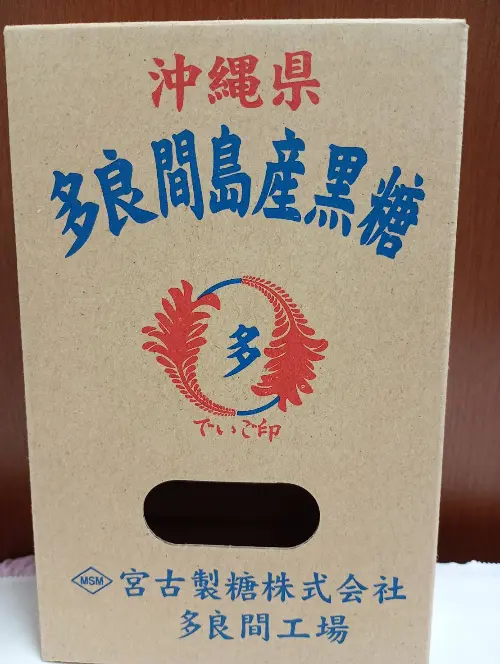 沖縄県
多良間島産黒糖
多
でいご印
MSM 宮古製糖株式会社
多良間工場